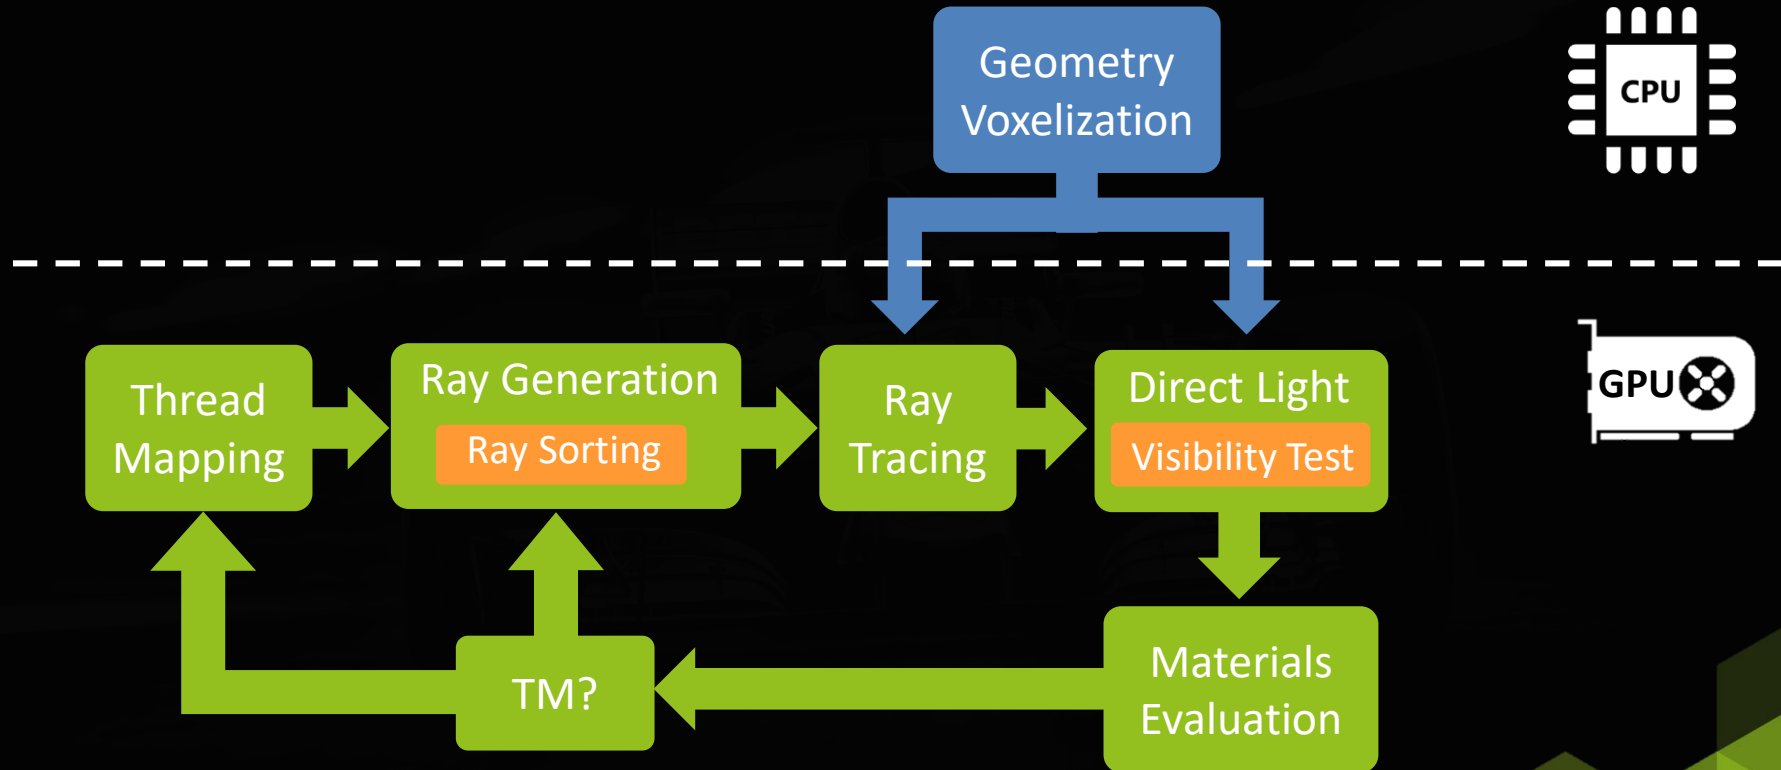 Geometry
Voxelization
CPU
Thread
Mapping
Ray Generation
Ray Sorting
Ray
Tracing
Direct Light
Visibility Test
GPU
TM?
Materials
Evaluation